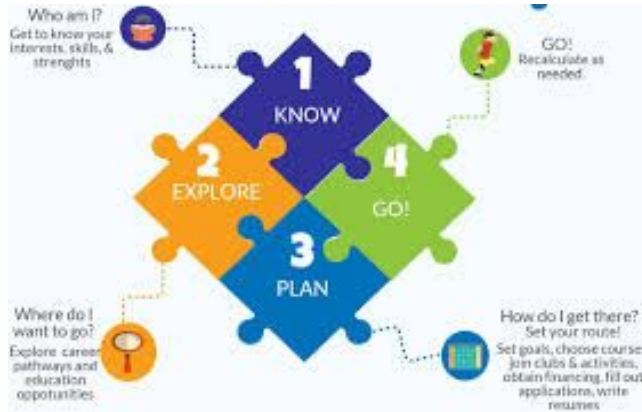 Who am I?
Get to know your
interests, skills, &
strenghts
1
KNOW
GO!
Recalculate as
needed.
2
EXPLORE
4
GO!
3
PLAN
Where do I
want to go?
Explore career
pathways and
education
oppotunities
How do I get there?
Set your route!
Set goals, choose course
join clubs & activities,
obtain financing, fill out
applications, write
resumes